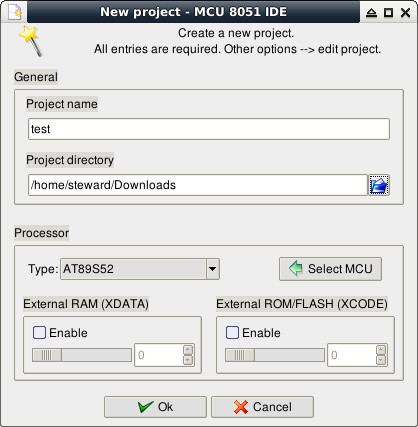 New project - MCU 8051 IDE
Create a new project.
All entries are required. Other options --> edit project.
General
Project name
test
Project directory
/home/steward/Downloads
Processor
Type: AT89S52 Select MCU
External RAM (XDATA) External ROM/FLASH (XCODE)
Enable Enable
0 0
Ok Cancel